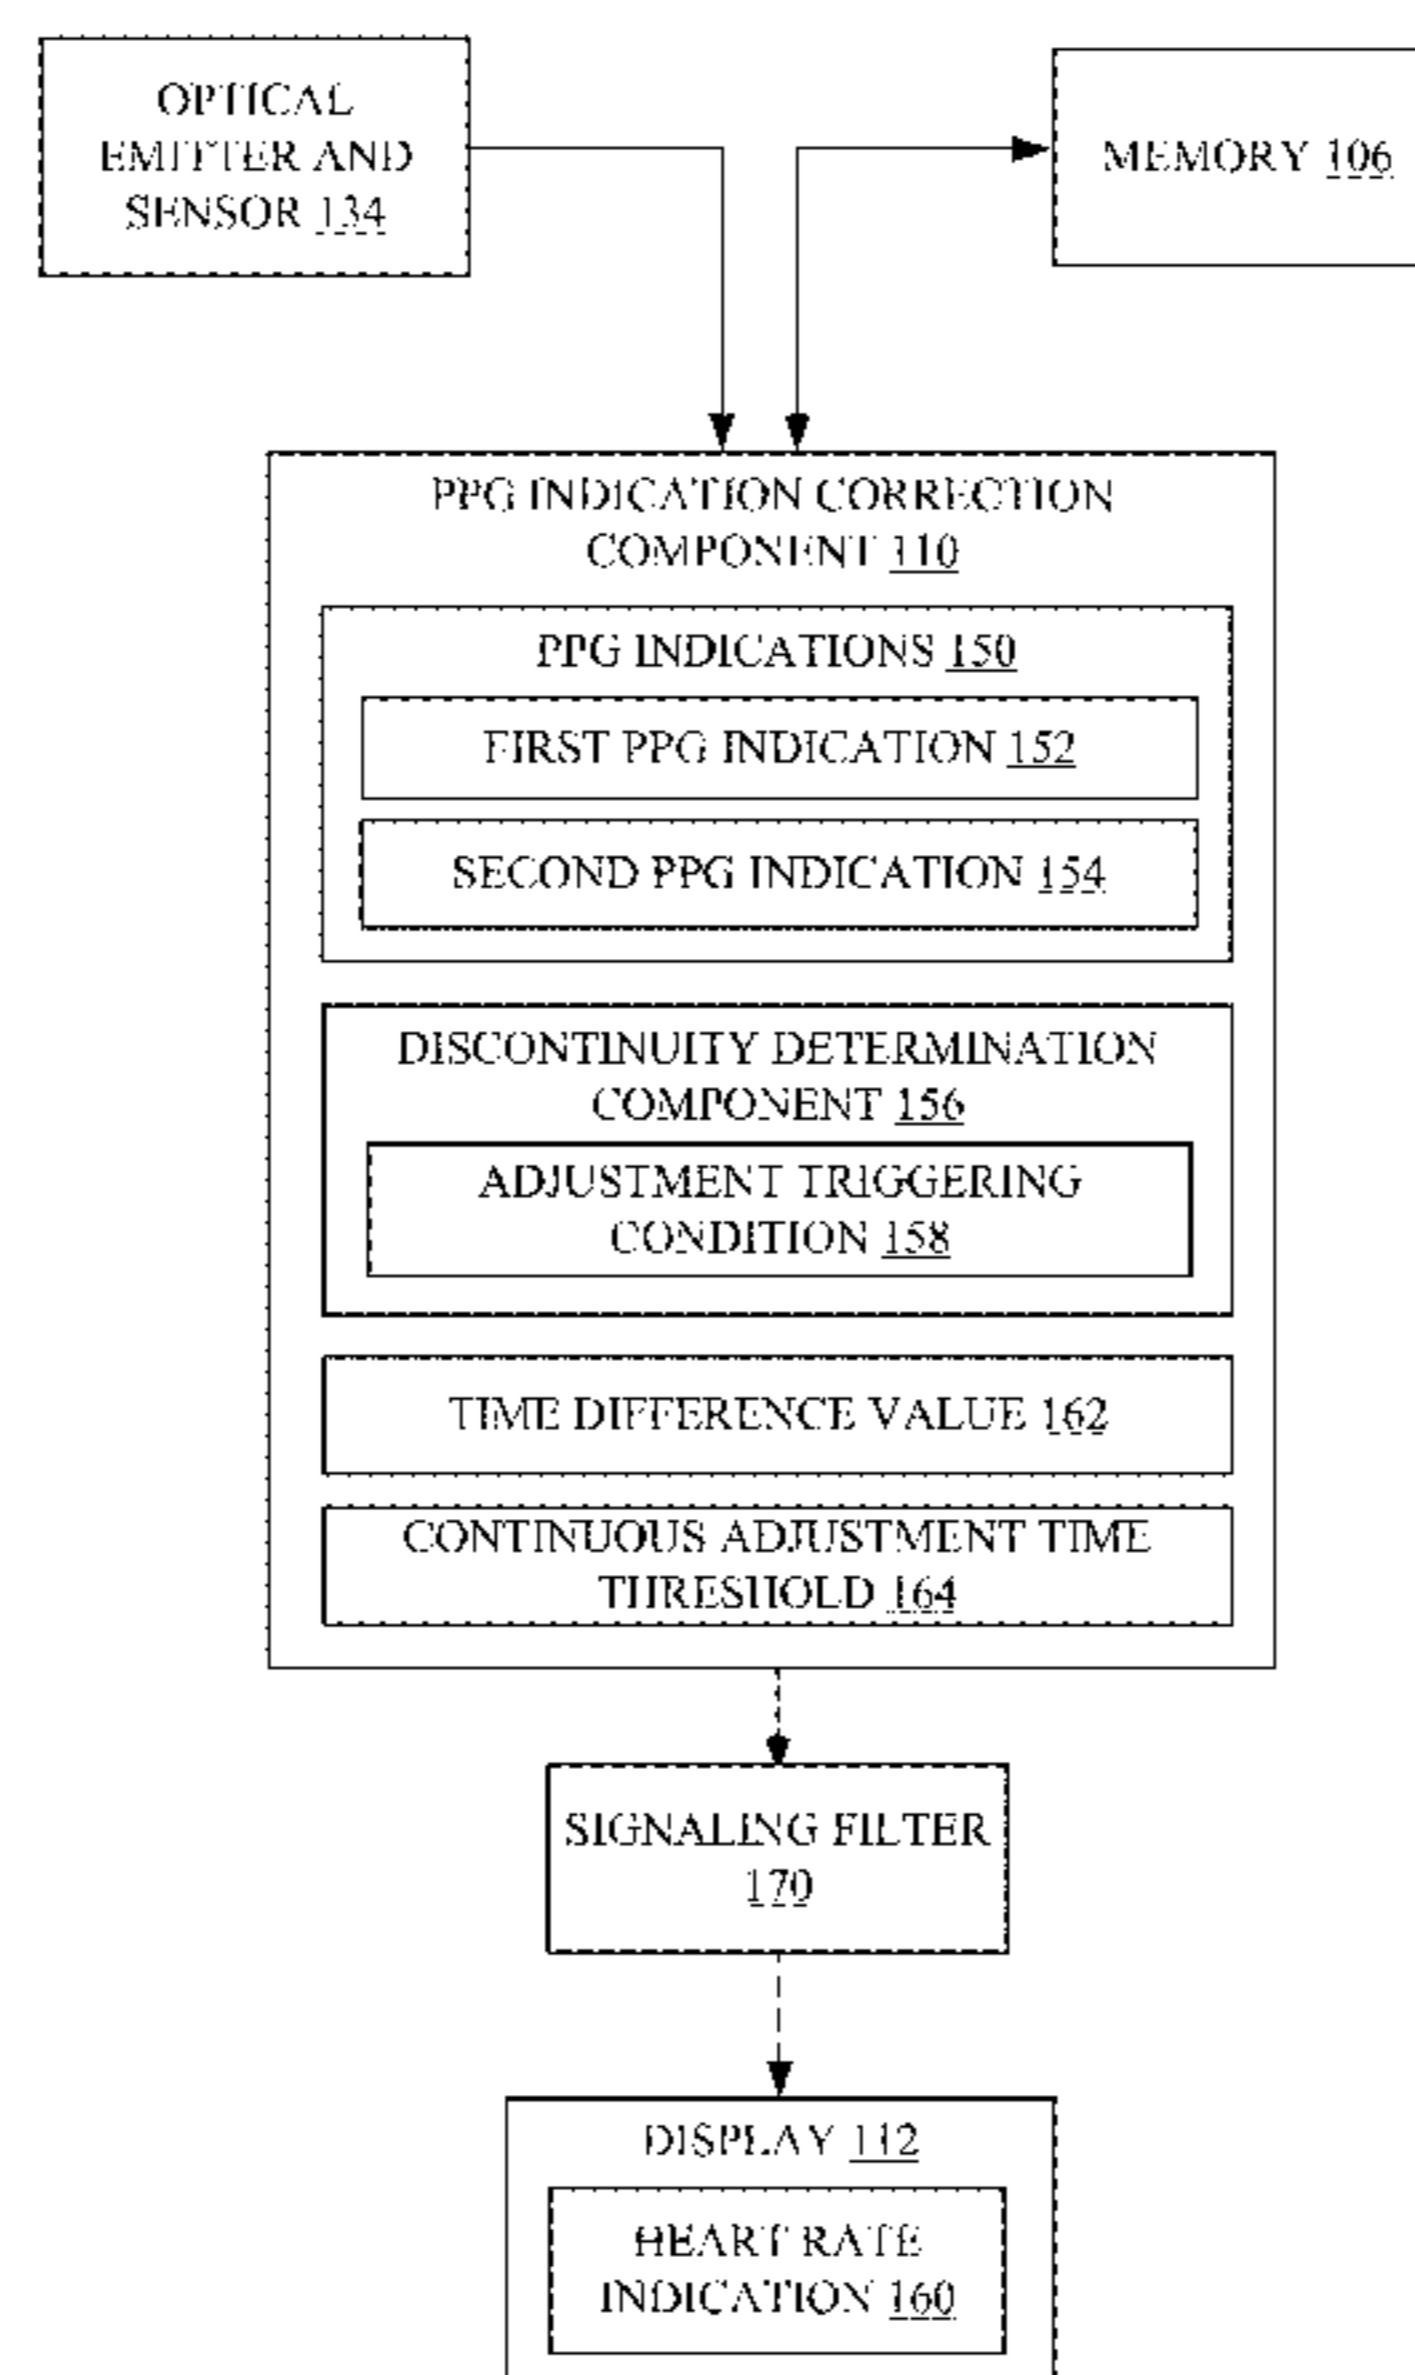 OPTICAL
EMITTER AND
SENSOR 134
MEMORY 106
PPG INDICATION CORRECTION
COMPONENT 110
PPG INDICATIONS 150
FIRST PPG INDICATION 152
SECOND PPG INDICATION 154
DISCONTINUITY DETERMINATION
COMPONENT 156
ADJUSTMENT TRIGGERING
CONDITION 158
TIME DIFFERENCE VALUE 162
CONTINUOUS ADJUSTMENT TIME
THRESHOLD 164
SIGNALING FILTER
170
DISPLAY 112
HEART RATE
INDICATION 160